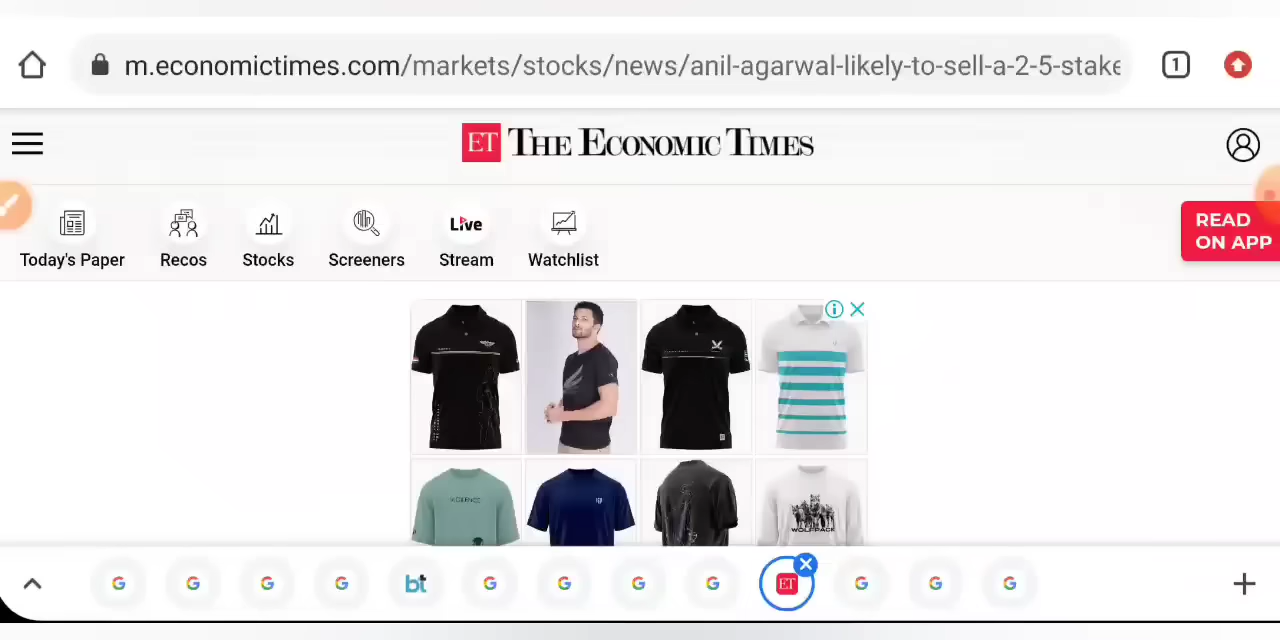 m.economictimes.com/markets/stocks/news/anil-agarwal-likely-to-sell-a-2-5-stake
1
ET THE ECONOMIC TIMES
Today's Paper
Recos
Stocks
Screeners
Live
Stream
Watchlist
READ
ON APP
WOLFPACK
bt
ET